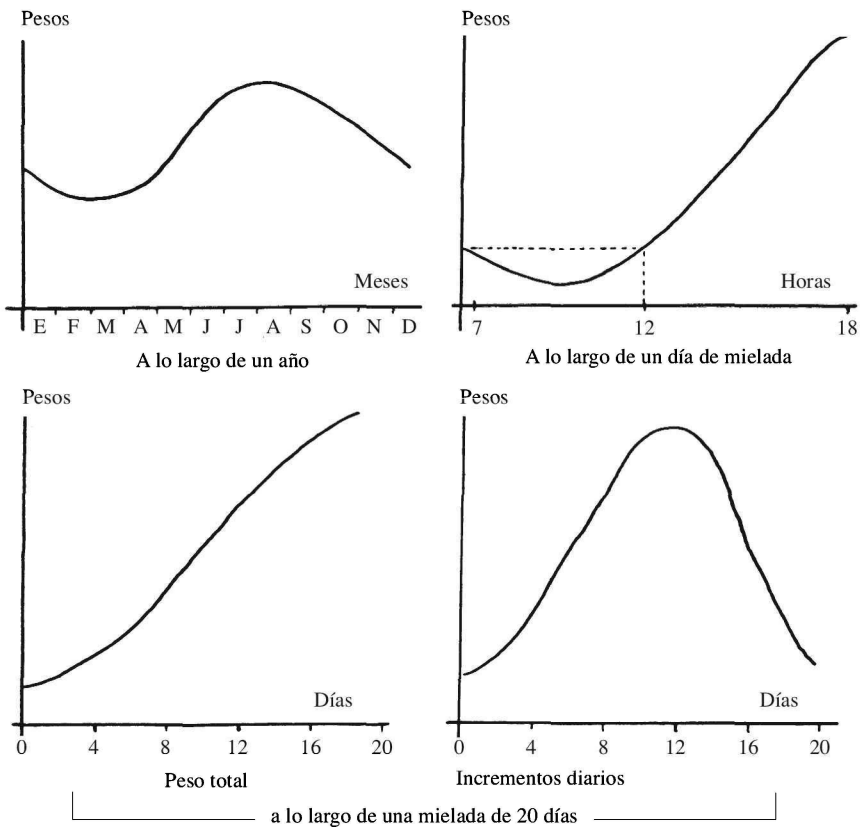 Pesos
Meses
E F M A M J J A S O N D
A lo largo de un año
Pesos
Horas
7 12 18
A lo largo de un día de mielada
Pesos
Días
0 4 8 12 16 20
Peso total
Pesos
Días
0 4 8 12 16 20
Incrementos diarios
a lo largo de una mielada de 20 días